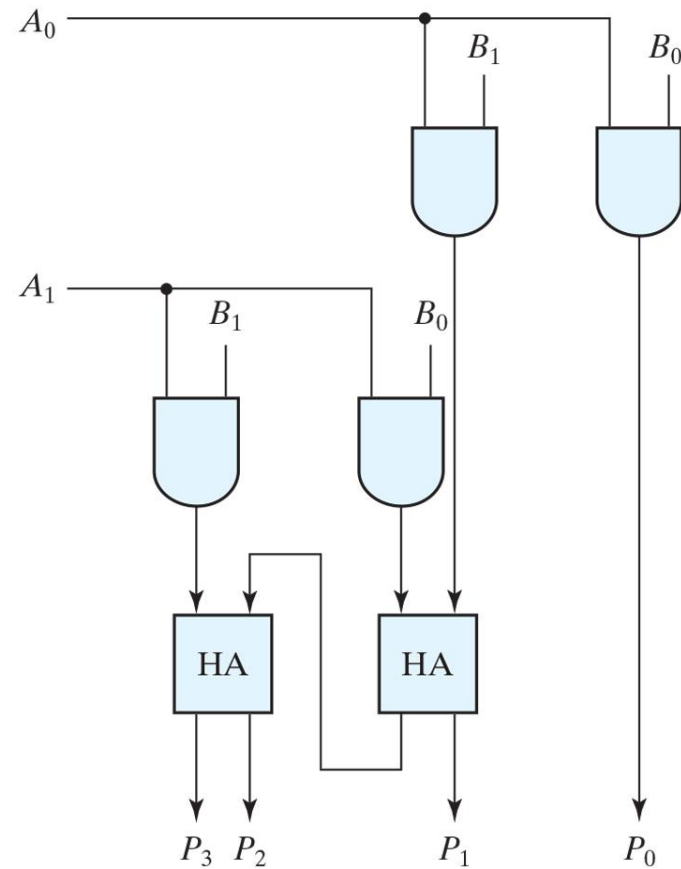 A₀
B₁ B₀
A₁
B₁ B₀
HA HA
P₃ P₂ P₁ P₀